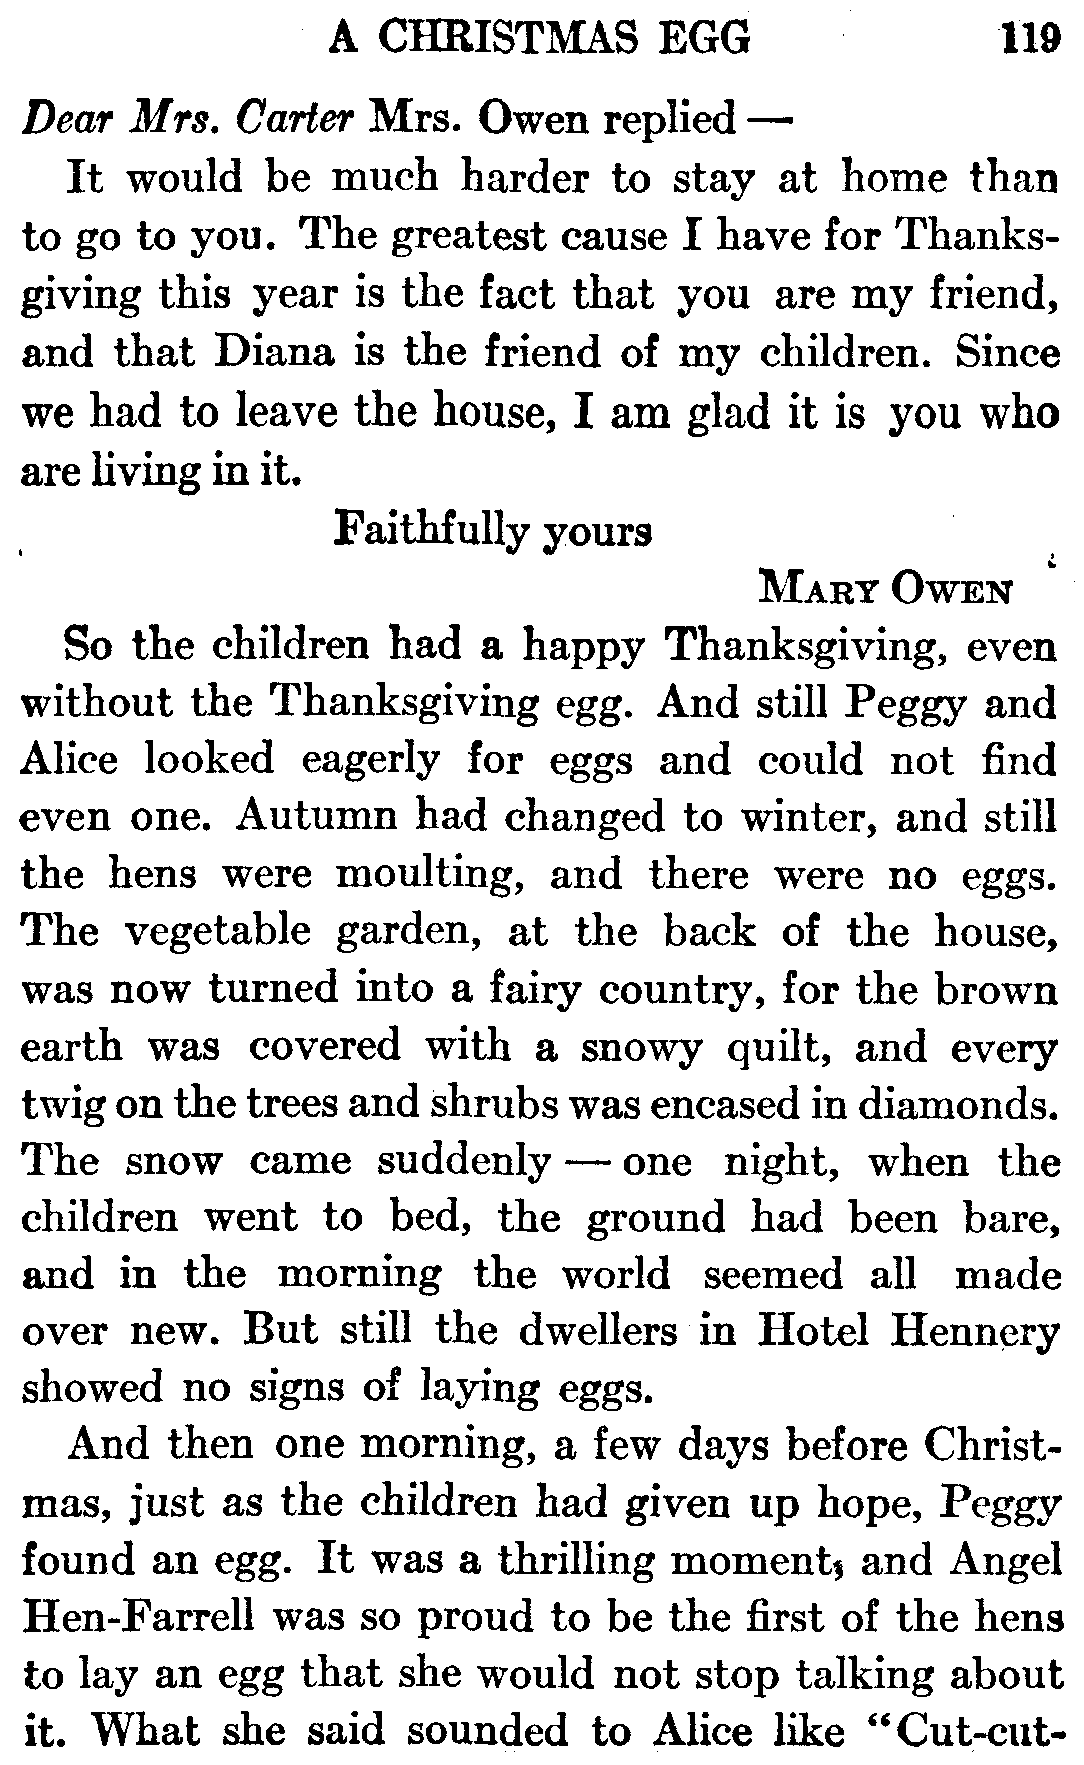 A CHRISTMAS EGG 119
Dear Mrs. Carter Mrs. Owen replied —
It would be much harder to stay at home than
to go to you. The greatest cause I have for Thanks-
giving this year is the fact that you are my friend,
and that Diana is the friend of my children. Since
we had to leave the house, I am glad it is you who
are living in it.
Faithfully yours
MARY OWEN
So the children had a happy Thanksgiving, even
without the Thanksgiving egg. And still Peggy and
Alice looked eagerly for eggs and could not find
even one. Autumn had changed to winter, and still
the hens were moulting, and there were no eggs.
The vegetable garden, at the back of the house,
was now turned into a fairy country, for the brown
earth was covered with a snowy quilt, and every
twig on the trees and shrubs was encased in diamonds.
The snow came suddenly — one night, when the
children went to bed, the ground had been bare,
and in the morning the world seemed all made
over new. But still the dwellers in Hotel Hennery
showed no signs of laying eggs.
And then one morning, a few days before Christ-
mas, just as the children had given up hope, Peggy
found an egg. It was a thrilling moment, and Angel
Hen-Farrell was so proud to be the first of the hens
to lay an egg that she would not stop talking about
it. What she said sounded to Alice like “Cut-cut-